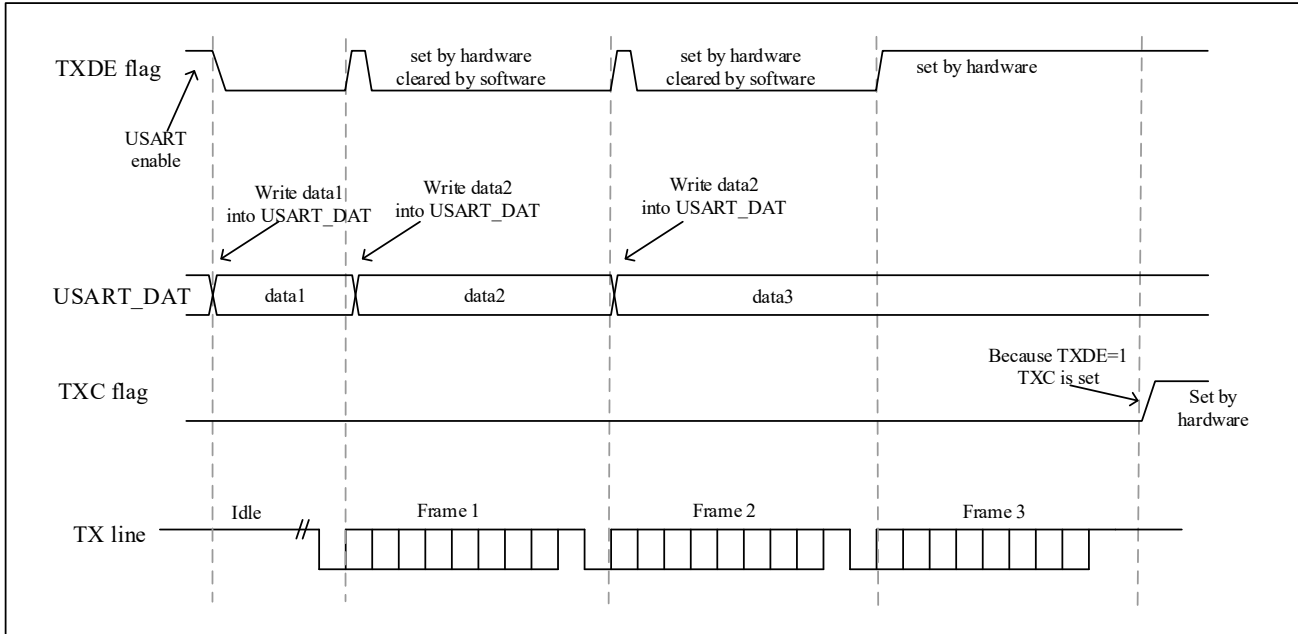 TXDE flag
set by hardware
cleared by software
set by hardware
cleared by software
set by hardware
USART
enable
Write data1
into USART_DAT
Write data2
into USART_DAT
Write data2
into USART_DAT
USART_DAT
data1
data2
data3
Because TXDE=1
TXC is set
TXC flag
Set by
hardware
Idle
Frame 1
Frame 2
Frame 3
TX line